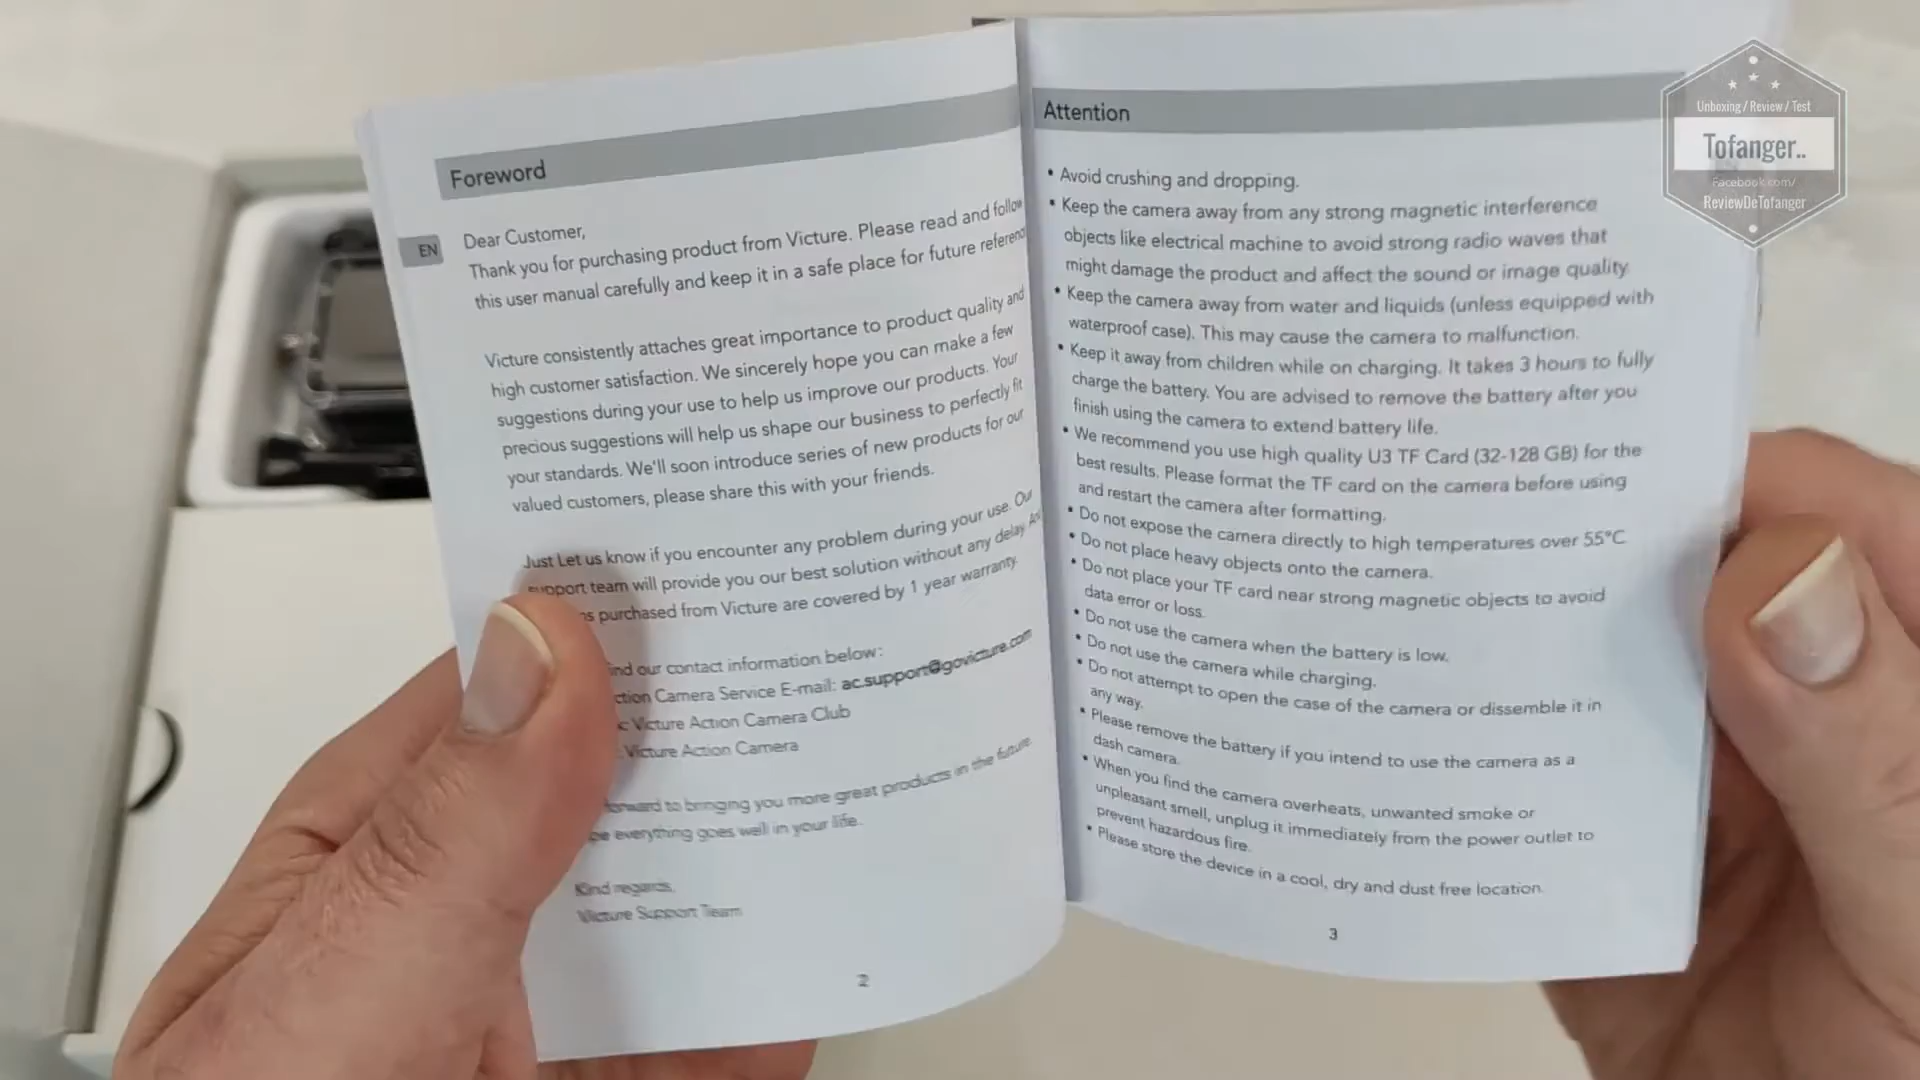 Foreword
EN
Dear Customer,
Thank you for purchasing product from Victure. Please read and follow
this user manual carefully and keep it in a safe place for future
Victure consistently attaches great importance to product quality and
high customer satisfaction. We sincerely hope you can make a few
suggestions during your use to help us improve our products. Your
precious suggestions will help us shape our business to perfectly fit
your standards. We'll soon introduce series of new products for our
valued customers, please share this with your friends.
Just Let us know if you encounter any problem during your use. Our
support team will provide you our best solution without any delay.
purchased from Victure are covered by 1 year warranty.
our contact information below:
Camera Service E-mail: ac.support@govicture.com
Victure Action Camera Club
Victure Action Camera
to bringing you more great products in the future.
everything goes well in your life.
Kind regards,
Victure Support Team
2
Attention
• Avoid crushing and dropping.
• Keep the camera away from any strong magnetic interference
objects like electrical machine to avoid strong radio waves that
might damage the product and affect the sound or image quality
• Keep the camera away from water and liquids (unless equipped with
waterproof case). This may cause the camera to malfunction.
• Keep it away from children while on charging. It takes 3 hours to fully
charge the battery. You are advised to remove the battery after you
finish using the camera to extend battery life.
• We recommend you use high quality U3 TF Card (32-128 GB) for the
best results. Please format the TF card on the camera before using
and restart the camera after formatting.
• Do not expose the camera directly to high temperatures over 55°C
• Do not place heavy objects onto the camera.
• Do not place your TF card near strong magnetic objects to avoid
data error or loss.
• Do not use the camera when the battery is low.
• Do not use the camera while charging.
• Do not attempt to open the case of the camera or dissemble it in
any way.
• Please remove the battery if you intend to use the camera as a
dash camera.
• When you find the camera overheats, unwanted smoke or
unpleasant smell, unplug it immediately from the power outlet to
prevent hazardous fire.
• Please store the device in a cool, dry and dust free location.
3
Unboxing / Review / Test
Tofanger..
Facebook.com/
ReviewDeTofanger